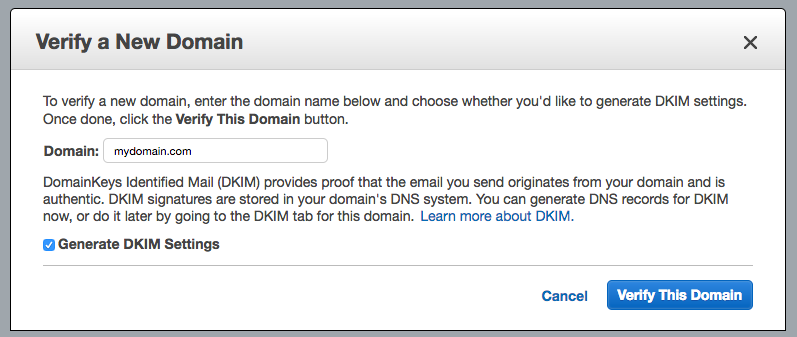 Verify a New Domain
To verify a new domain, enter the domain name below and choose whether you'd like to generate DKIM settings.
Once done, click the Verify This Domain button.
Domain: mydomain.com
DomainKeys Identified Mail (DKIM) provides proof that the email you send originates from your domain and is
authentic. DKIM signatures are stored in your domain's DNS system. You can generate DNS records for DKIM
now, or do it later by going to the DKIM tab for this domain. Learn more about DKIM.
Generate DKIM Settings
Cancel Verify This Domain